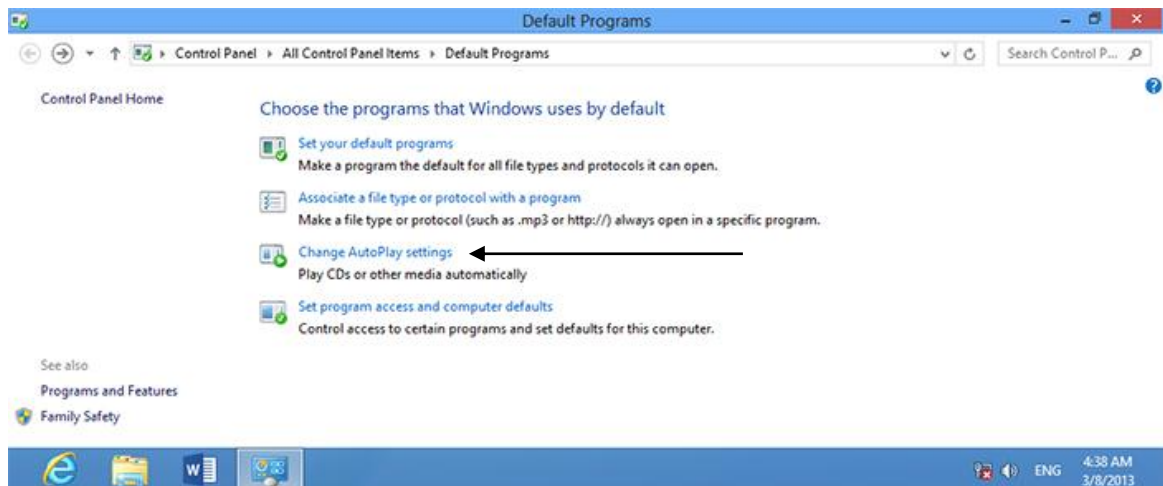 Default Programs
Control Panel All Control Panel Items Default Programs
Search Control P...
Control Panel Home
Choose the programs that Windows uses by default
Set your default programs
Make a program the default for all file types and protocols it can open.
Associate a file type or protocol with a program
Make a file type or protocol (such as .mp3 or http://) always open in a specific program.
Change AutoPlay settings
Play CDs or other media automatically
Set program access and computer defaults
Control access to certain programs and set defaults for this computer.
See also
Programs and Features
Family Safety
ENG
4:38 AM
3/8/2013